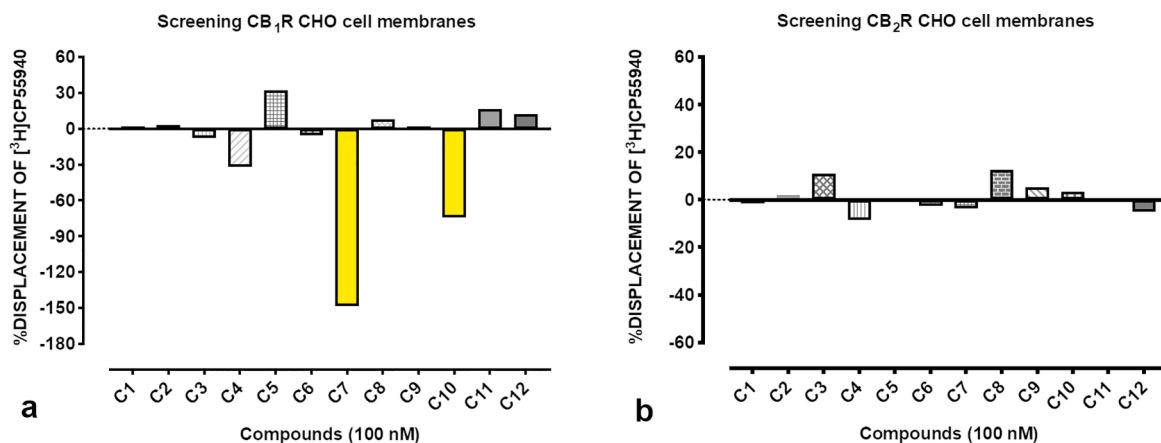 Screening CB₁R CHO cell membranes
%DISPLACEMENT OF [³H]CP55940
60
30
0
-30
-60
-90
-120
-150
-180
C1 C2 C3 C4 C5 C6 C7 C8 C9 C10 C11 C12
a
Compounds (100 nM)
Screening CB₂R CHO cell membranes
%DISPLACEMENT OF [³H]CP55940
60
40
20
0
-20
-40
-60
C1 C2 C3 C4 C5 C6 C7 C8 C9 C10 C11 C12
b
Compounds (100 nM)